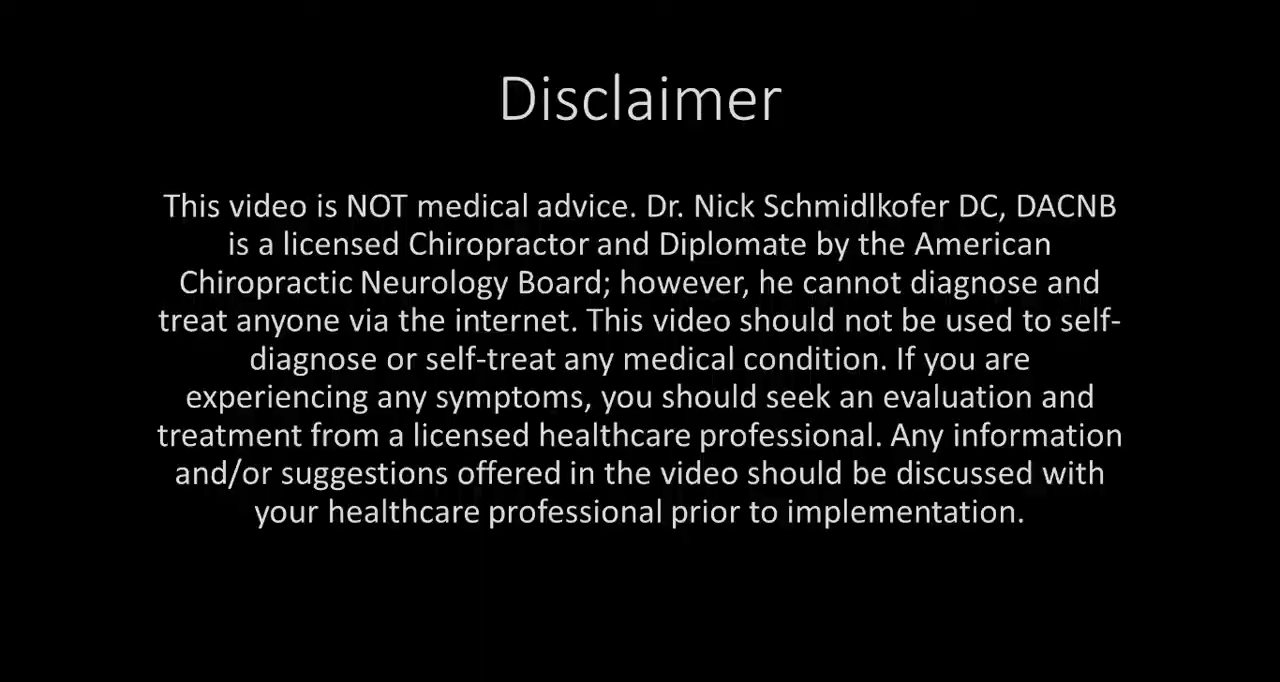 Disclaimer
This video is NOT medical advice. Dr. Nick Schmidlkofer DC, DACNB
is a licensed Chiropractor and Diplomate by the American
Chiropractic Neurology Board; however, he cannot diagnose and
treat anyone via the internet. This video should not be used to self-
diagnose or self-treat any medical condition. If you are
experiencing any symptoms, you should seek an evaluation and
treatment from a licensed healthcare professional. Any information
and/or suggestions offered in the video should be discussed with
your healthcare professional prior to implementation.